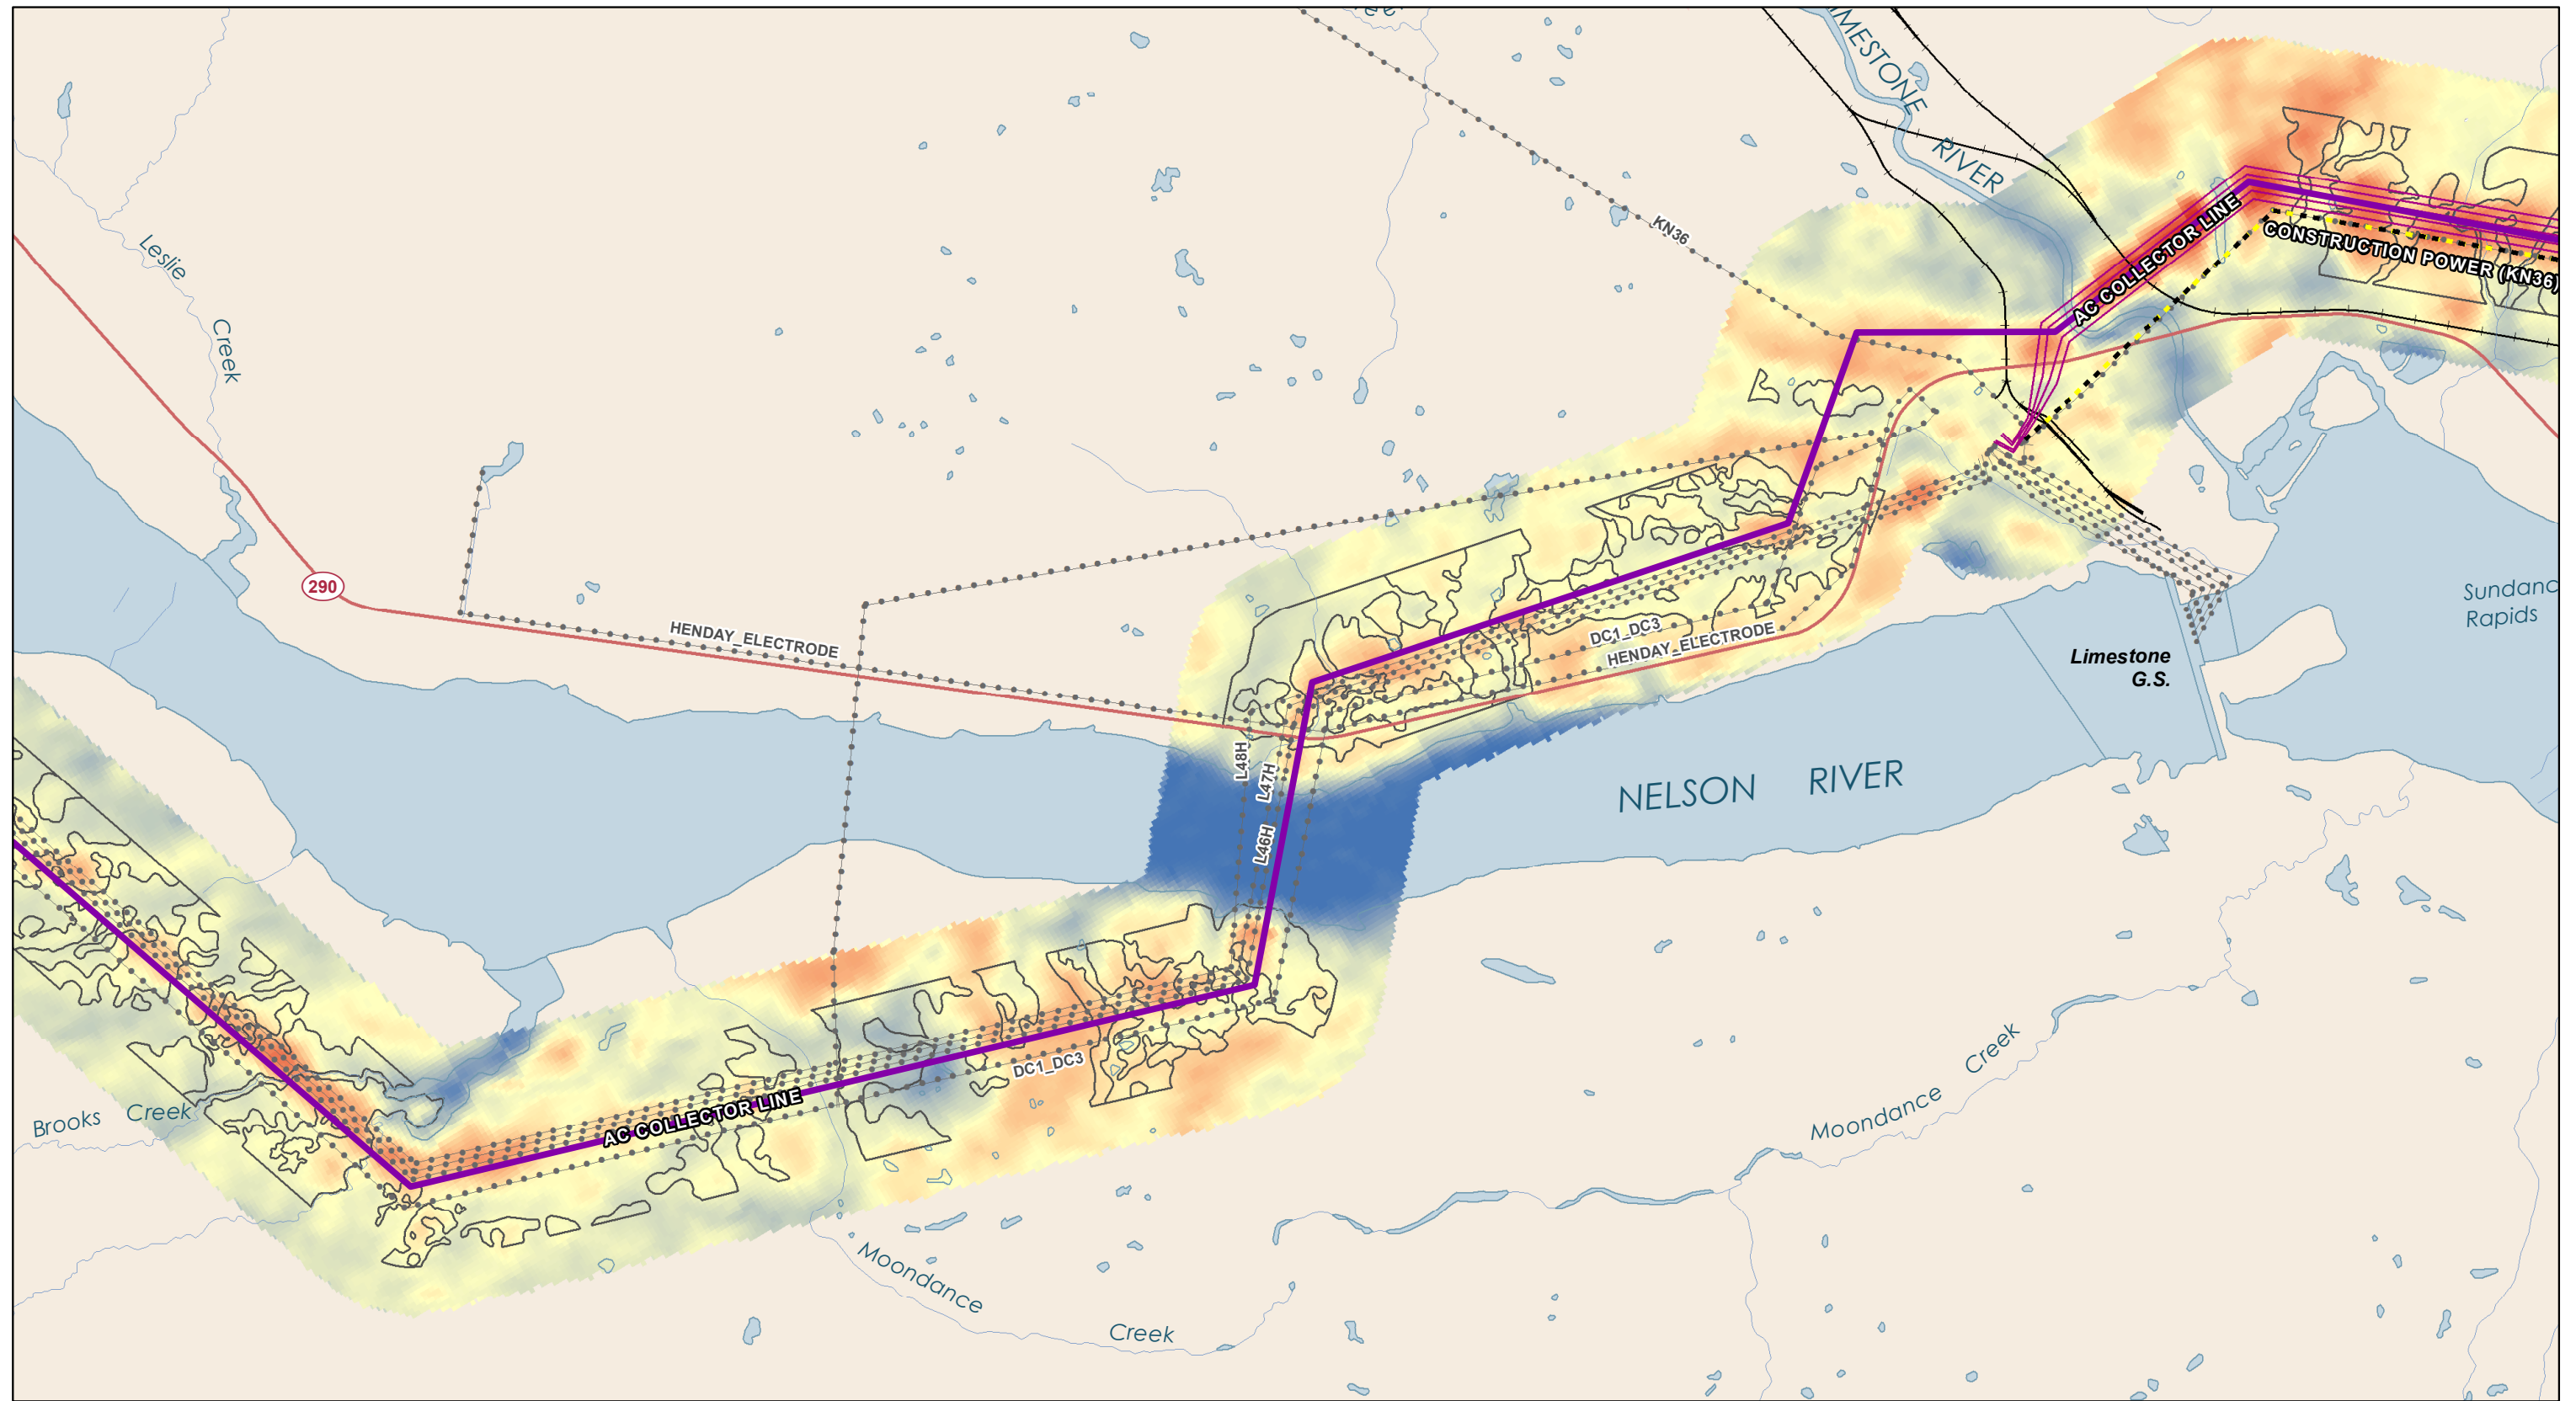 LIMESTONE
RIVER
KN36
AC COLLECTOR LINE
CONSTRUCTION POWER (KN36)
Leslie
Creek
290
HENDAY_ELECTRODE
DC1_DC3
HENDAY_ELECTRODE
Sundanc
Rapids
Limestone
G.S.
L48H
L47H
L46H
NELSON RIVER
DC1_DC3
AC COLLECTOR LINE
Brooks Creek
Moondance Creek
Moondance
Creek